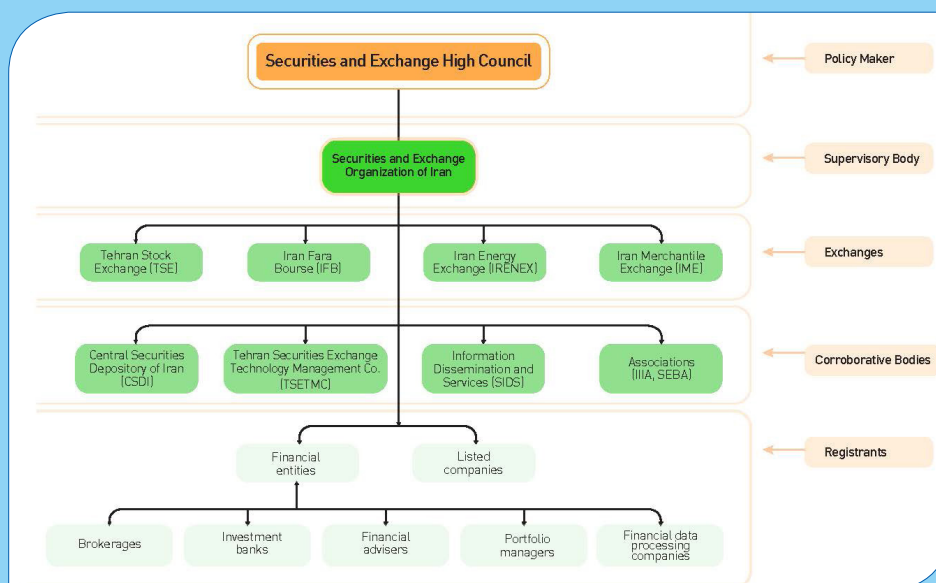 Securities and Exchange High Council
Policy Maker
Securities and Exchange
Organization of Iran
Supervisory Body
Tehran Stock
Exchange (TSE)
Iran Fara
Bourse (IFB)
Iran Energy
Exchange (IRENEX)
Iran Merchantile
Exchange (IME)
Exchanges
Central Securities
Depository of Iran
(CSDI)
Tehran Securities Exchange
Technology Management Co.
(TSETMC)
Information
Dissemination and
Services (SIDS)
Associations
(IIIA, SEBA)
Corroborative Bodies
Financial
entities
Listed
companies
Registrants
Brokerages
Investment
banks
Financial
advisers
Portfolio
managers
Financial data
processing
companies